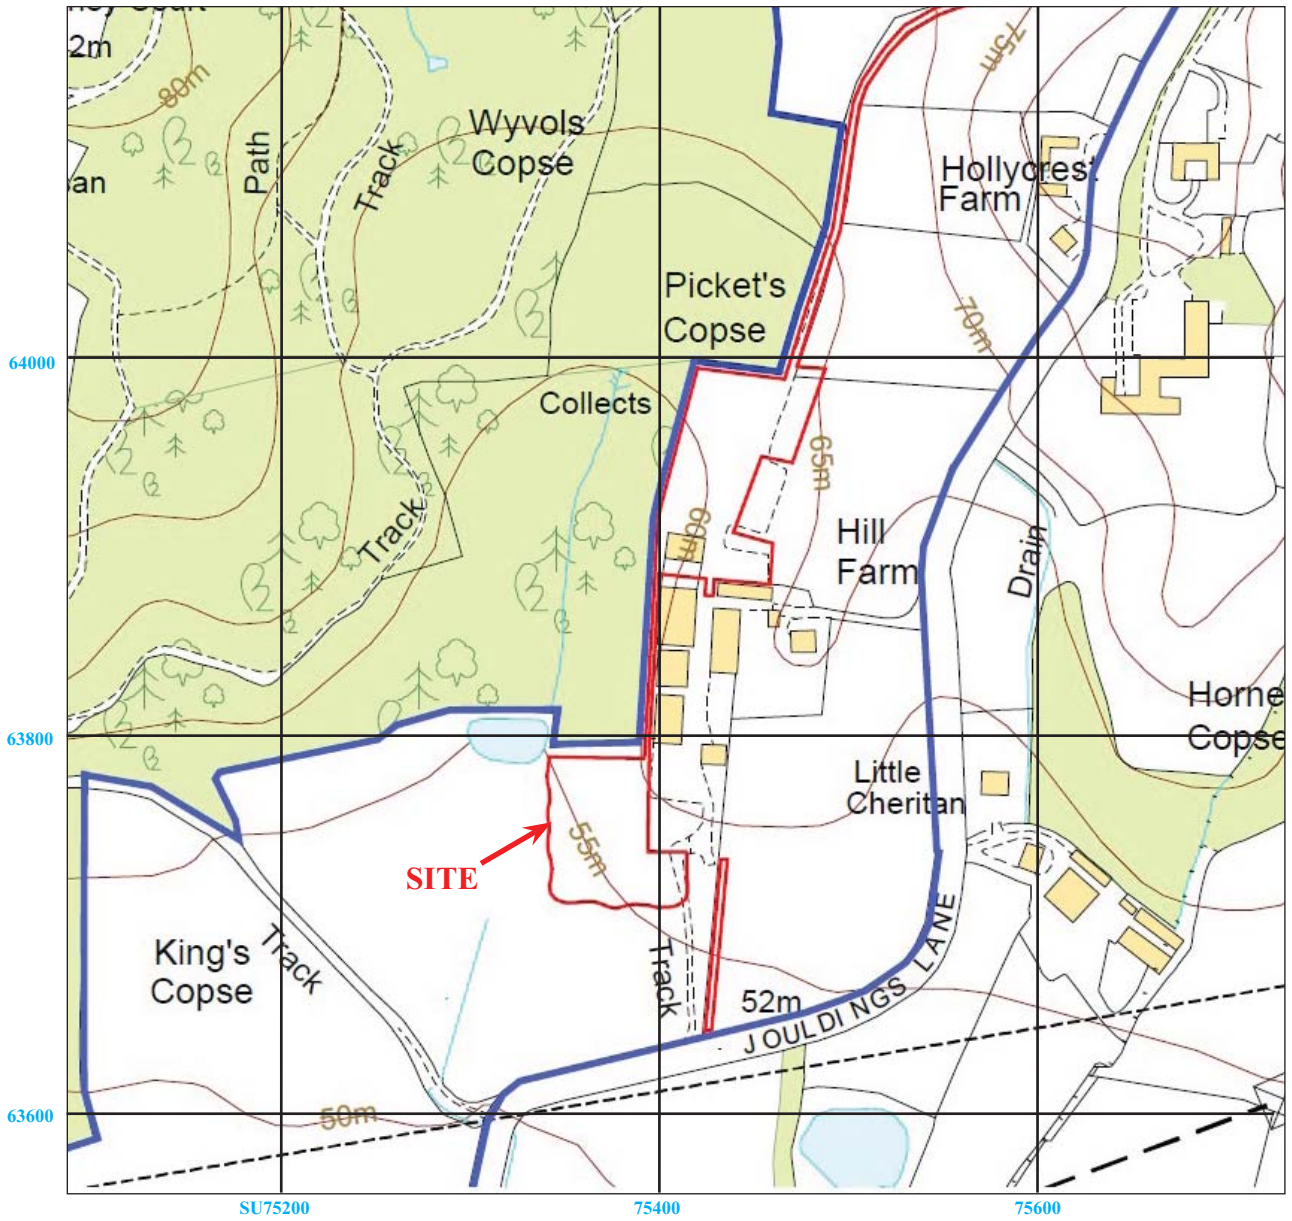 2m
80m
Path
Track
Wyvols
Copse
75m
Hollycrest
Farm
Picket's
Copse
70m
64000
Collects
65m
Track
60m
Hill
Farm
Drain
Horne
Copse
63800
Little
Cheritan
55m
SITE
King's
Copse
Track
Track
52m
JOULDINGS LANE
63600
50m
SU75200
75400
75600